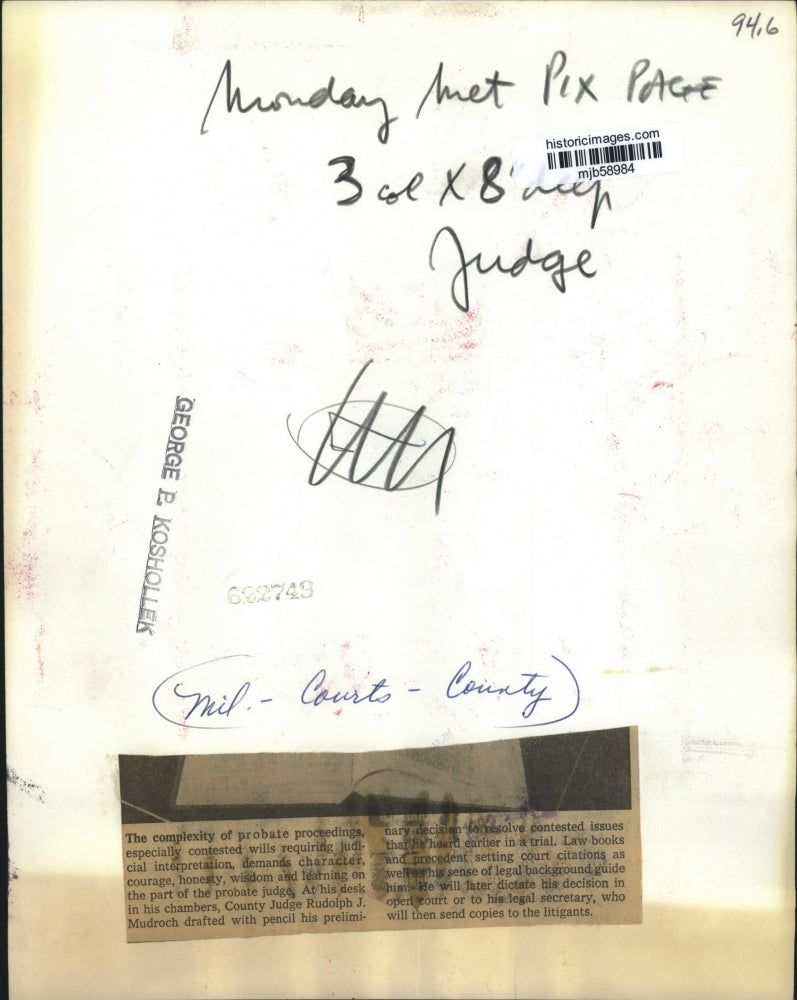 94.6
Monday Met PIX PAGE
historicimages.com
mjb58984
3 col X 8" deep
Judge
GEORGE P. KOSHOLLEK
622748
Mil. - Courts - County
The complexity of probate proceedings,
especially contested wills requiring judi-
cial interpretation, demands character,
courage, honesty, wisdom and learning on
the part of the probate judge. At his desk
in his chambers, County Judge Rudolph J.
Mudroch drafted with pencil his prelimi-
nary decision to resolve contested issues
that he heard earlier in a trial. Law books
and precedent setting court citations as
well as his sense of legal background guide
him. He will later dictate his decision in
open court or to his legal secretary, who
will then send copies to the litigants.